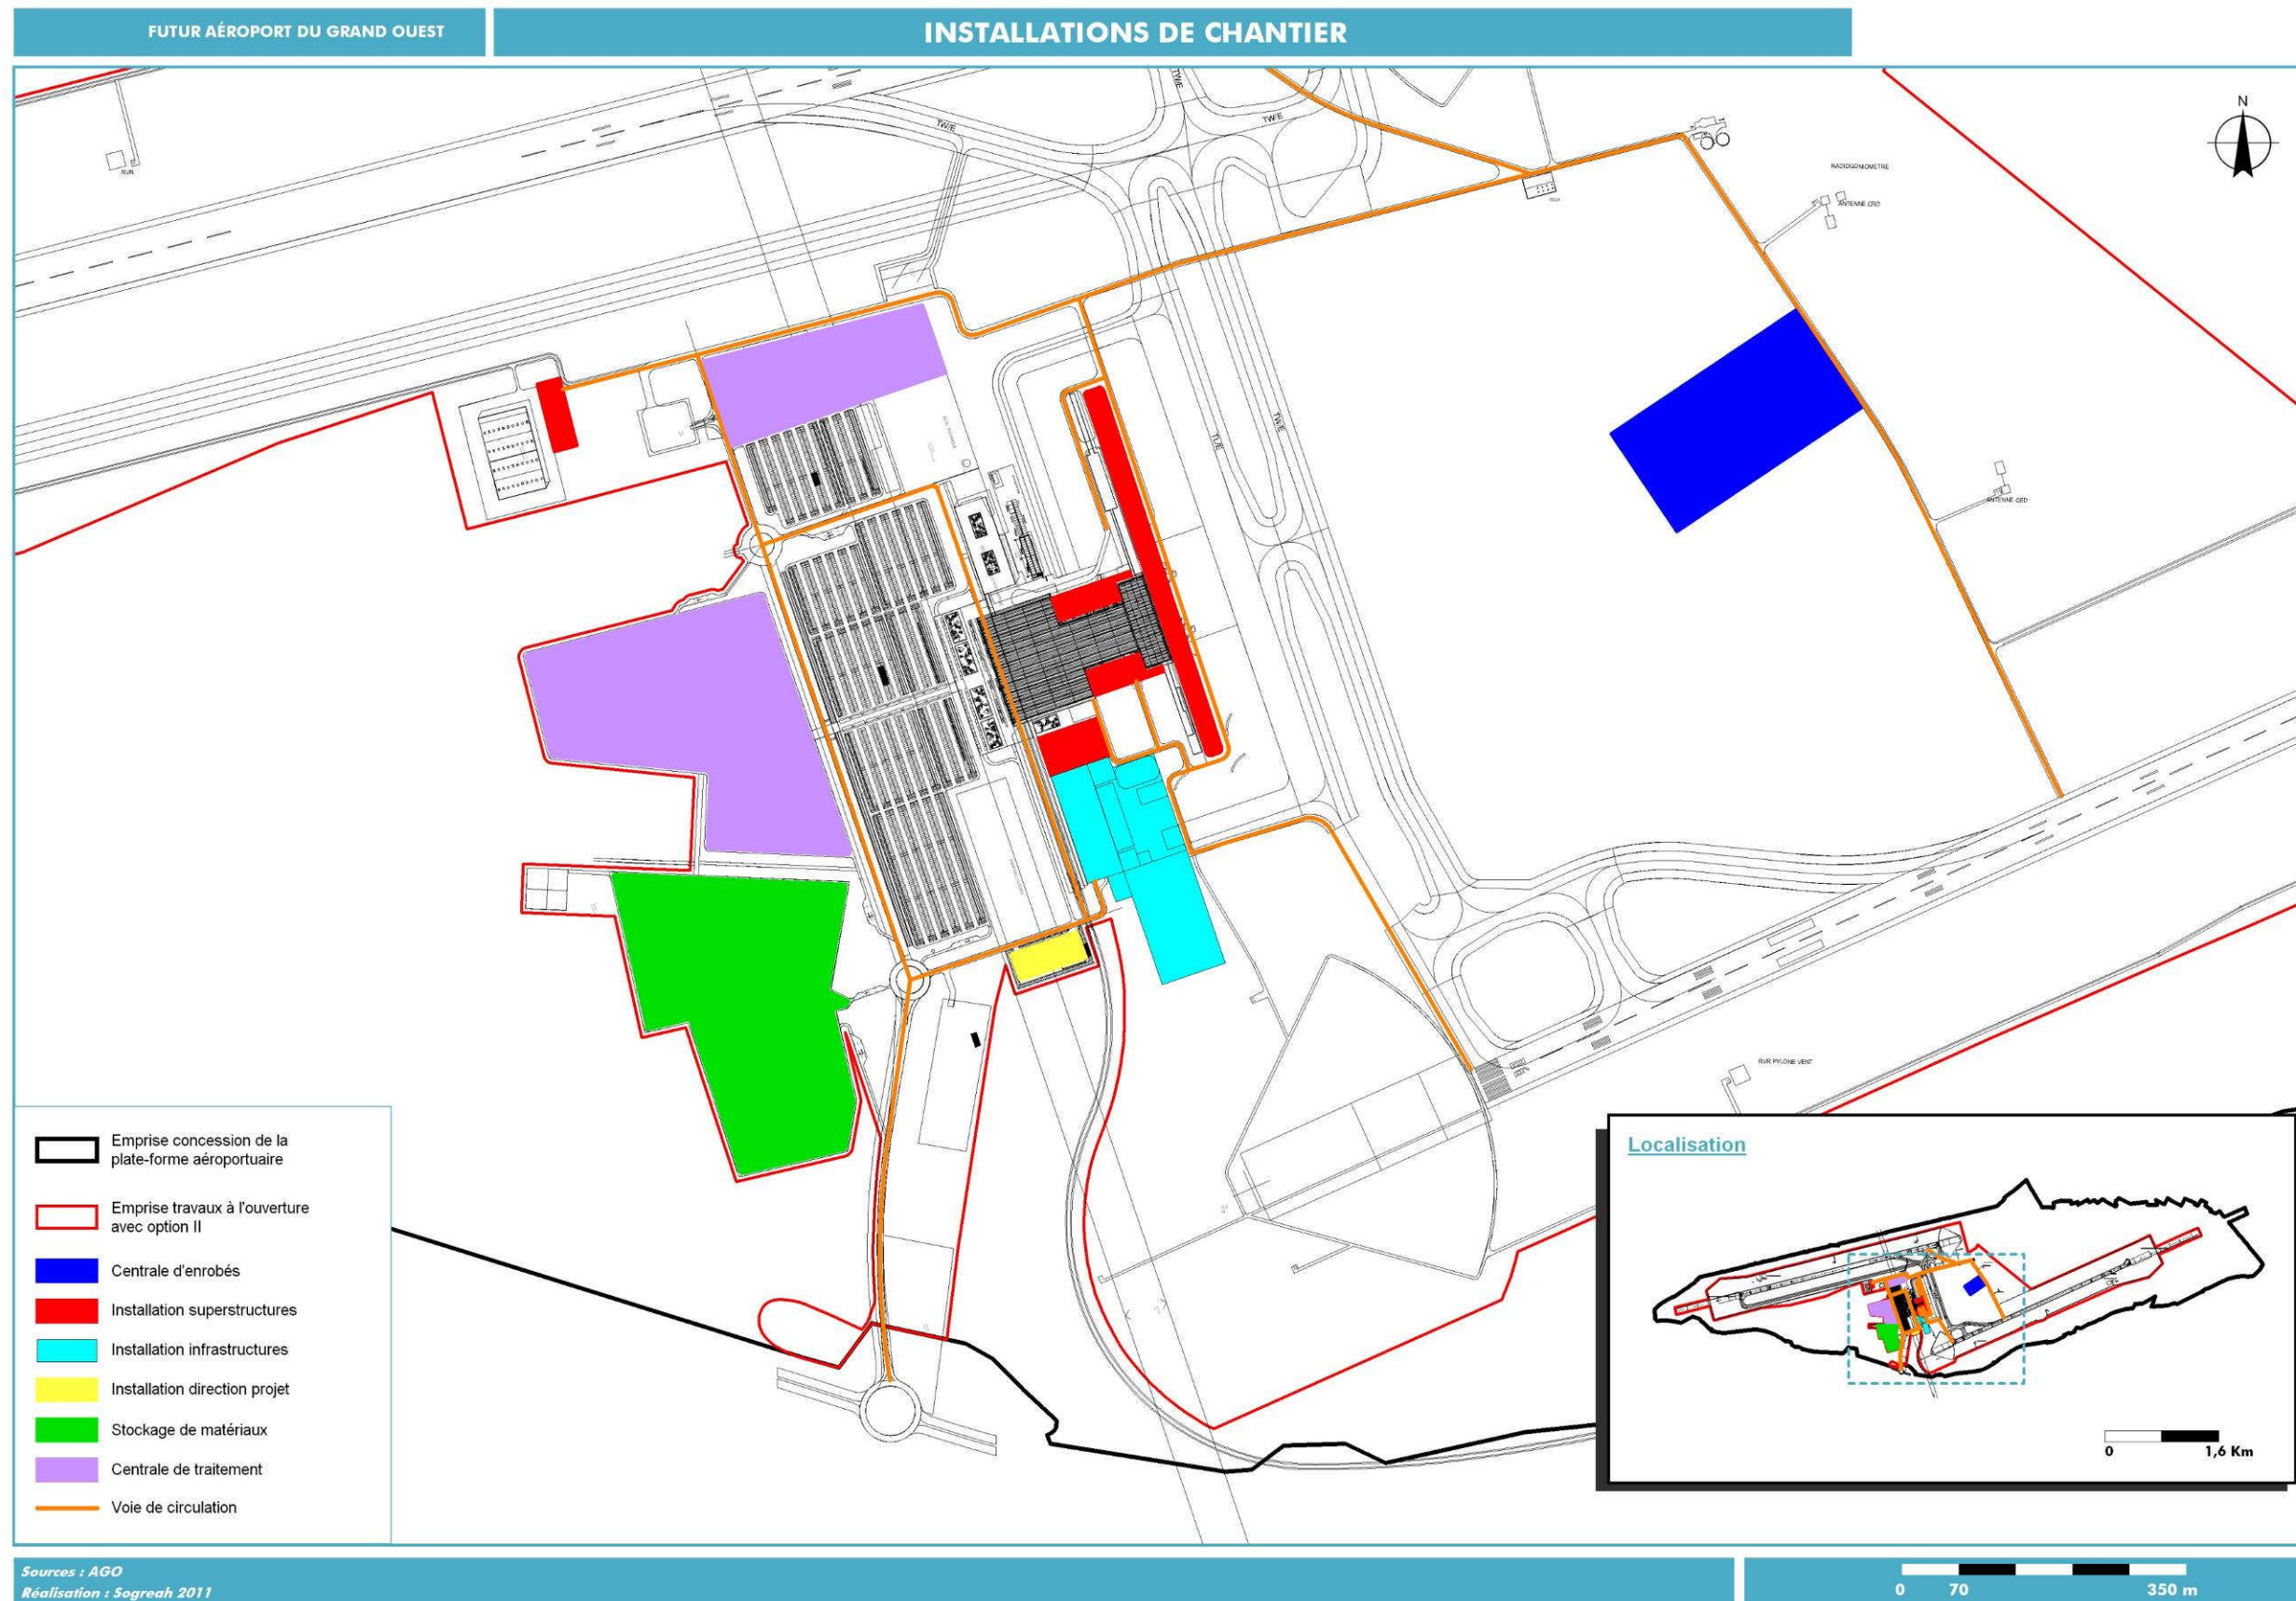 FUTUR AÉROPORT DU GRAND OUEST
INSTALLATIONS DE CHANTIER
N
TW/E
TW/E
TW/E
RVR
RADIOGONIOMETRE
ANTENNE
ANTENNE
TW/E
RVR PYLONE VENT
Emprise concession de la
plate-forme aéroportuaire
Emprise travaux à l'ouverture
avec option II
Centrale d'enrobés
Installation superstructures
Installation infrastructures
Installation direction projet
Stockage de matériaux
Centrale de traitement
Voie de circulation
Localisation
0 1,6 Km
Sources : AGO
Réalisation : Sogreah 2011
0 70 350 m